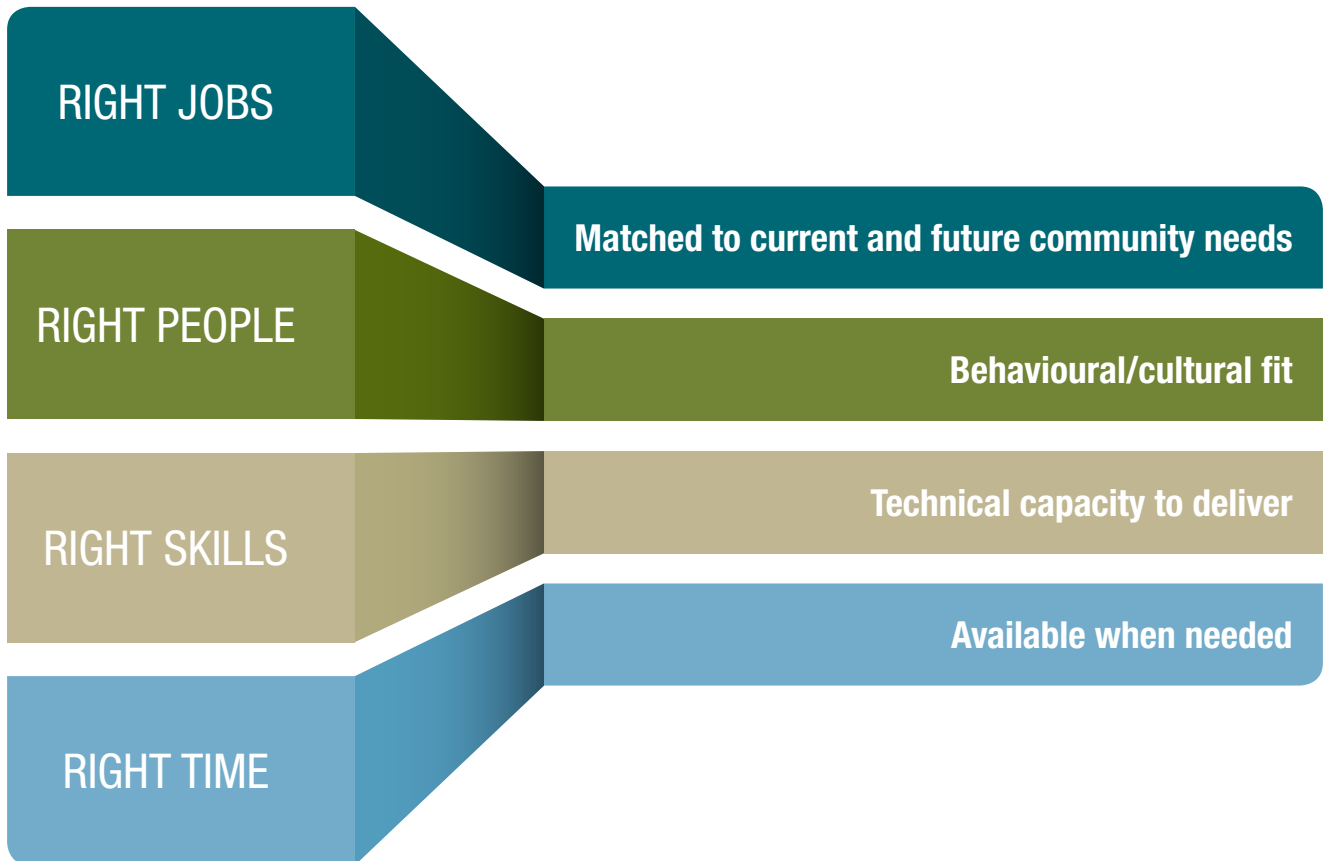 RIGHT JOBS
Matched to current and future community needs
RIGHT PEOPLE
Behavioural/cultural fit
RIGHT SKILLS
Technical capacity to deliver
RIGHT TIME
Available when needed